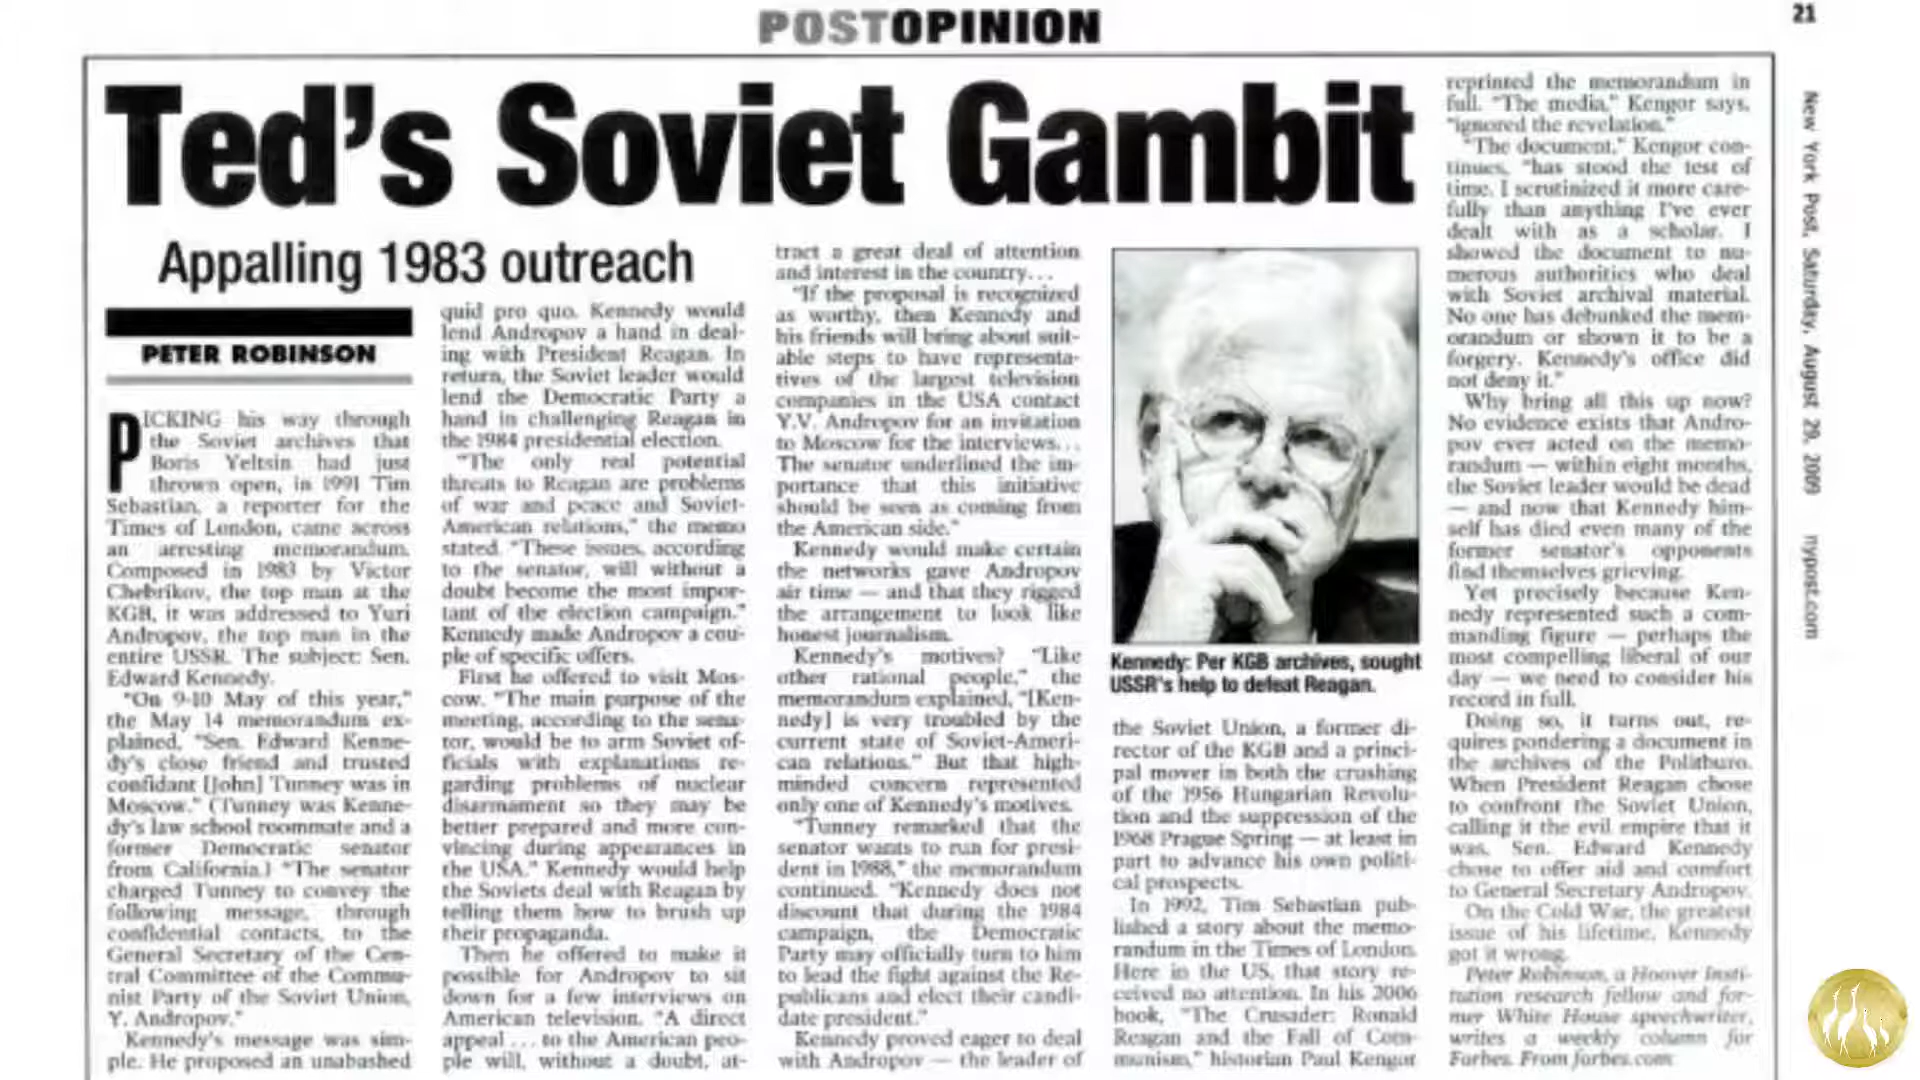 POSTOPINION
21
Ted's Soviet Gambit
Appalling 1983 outreach
PETER ROBINSON
PICKING his way through
the Soviet archives that
Boris Yeltsin had just
thrown open, in 1991 Tim
Sebastian, a reporter for the
Times of London, came across
an arresting memorandum.
Composed in 1983 by Victor
Chebrikov, the top man at the
KGB, it was addressed to Yuri
Andropov, the top man in the
entire USSR. The subject: Sen.
Edward Kennedy.
"On 9-10 May of this year,"
the May 14 memorandum ex-
plained, "Sen. Edward Kenne-
dy's close friend and trusted
confidant [John] Tunney was in
Moscow." (Tunney was Kenne-
dy's law school roommate and a
former Democratic senator
from California.) "The senator
charged Tunney to convey the
following message, through
confidential contacts, to the
General Secretary of the Cen-
tral Committee of the Commu-
nist Party of the Soviet Union,
Y. Andropov."
Kennedy's message was sim-
ple. He proposed an unabashed
quid pro quo. Kennedy would
lend Andropov a hand in deal-
ing with President Reagan. In
return, the Soviet leader would
lend the Democratic Party a
hand in challenging Reagan in
the 1984 presidential election.
"The only real potential
threats to Reagan are problems
of war and peace and Soviet-
American relations," the memo
stated. "These issues, according
to the senator, will without a
doubt become the most impor-
tant of the election campaign."
Kennedy made Andropov a cou-
ple of specific offers.
First he offered to visit Mos-
cow. "The main purpose of the
meeting, according to the sena-
tor, would be to arm Soviet of-
ficials with explanations re-
garding problems of nuclear
disarmament so they may be
better prepared and more con-
vincing during appearances in
the USA." Kennedy would help
the Soviets deal with Reagan by
telling them how to brush up
their propaganda.
Then he offered to make it
possible for Andropov to sit
down for a few interviews on
American television. "A direct
appeal ... to the American peo-
ple will, without a doubt, at-
tract a great deal of attention
and interest in the country...
"If the proposal is recognized
as worthy, then Kennedy and
his friends will bring about suit-
able steps to have representa-
tives of the largest television
companies in the USA contact
Y.V. Andropov for an invitation
to Moscow for the interviews...
The senator underlined the im-
portance that this initiative
should be seen as coming from
the American side."
Kennedy would make certain
the networks gave Andropov
air time — and that they rigged
the arrangement to look like
honest journalism.
Kennedy's motives? "Like
other rational people," the
memorandum explained, "[Ken-
nedy] is very troubled by the
current state of Soviet-Ameri-
can relations." But that high-
minded concern represented
only one of Kennedy's motives.
"Tunney remarked that the
senator wants to run for presi-
dent in 1988," the memorandum
continued. "Kennedy does not
discount that during the 1984
campaign, the Democratic
Party may officially turn to him
to lead the fight against the Re-
publicans and elect their candi-
date president."
Kennedy proved eager to deal
with Andropov — the leader of
Kennedy: Per KGB archives, sought
USSR's help to defeat Reagan.
the Soviet Union, a former di-
rector of the KGB and a princi-
pal mover in both the crushing
of the 1956 Hungarian Revolu-
tion and the suppression of the
1968 Prague Spring — at least in
part to advance his own politi-
cal prospects.
In 1992, Tim Sebastian pub-
lished a story about the memo-
randum in the Times of London.
Here in the US, that story re-
ceived no attention. In his 2006
book, "The Crusader: Ronald
Reagan and the Fall of Com-
munism," historian Paul Kengor
reprinted the memorandum in
full. "The media," Kengor says,
"ignored the revelation."
"The document," Kengor con-
tinues, "has stood the test of
time. I scrutinized it more care-
fully than anything I've ever
dealt with as a scholar. I
showed the document to nu-
merous authorities who deal
with Soviet archival material.
No one has debunked the mem-
orandum or shown it to be a
forgery. Kennedy's office did
not deny it."
Why bring all this up now?
No evidence exists that Andro-
pov ever acted on the memo-
randum — within eight months,
the Soviet leader would be dead
— and now that Kennedy him-
self has died even many of the
former senator's opponents
find themselves grieving.
Yet precisely because Ken-
nedy represented such a com-
manding figure — perhaps the
most compelling liberal of our
day — we need to consider his
record in full.
Doing so, it turns out, re-
quires pondering a document in
the archives of the Politburo.
When President Reagan chose
to confront the Soviet Union,
calling it the evil empire that it
was, Sen. Edward Kennedy
chose to offer aid and comfort
to General Secretary Andropov.
On the Cold War, the greatest
issue of his lifetime, Kennedy
got it wrong.
Peter Robinson, a Hoover Insti-
tution research fellow and for-
mer White House speechwriter,
writes a weekly column for
Forbes. From forbes.com
New York Post, Saturday, August 29, 2009 nypost.com